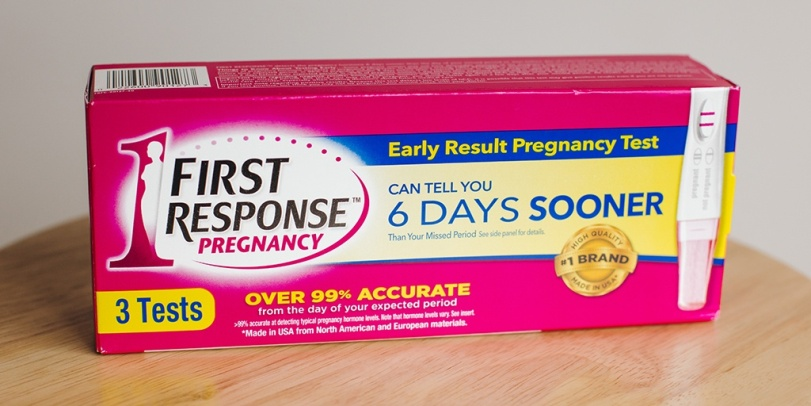 1
FIRST
RESPONSE™
PREGNANCY
3 Tests
Early Result Pregnancy Test
CAN TELL YOU
6 DAYS SOONER
Than Your Missed Period See side panel for details.
HIGH QUALITY
#1 BRAND
MADE IN USA*
OVER 99% ACCURATE
from the day of your expected period
>99% accurate at detecting typical pregnancy hormone levels. Note that hormone levels vary. See insert.
*Made in USA from North American and European materials.
pregnant
not pregnant